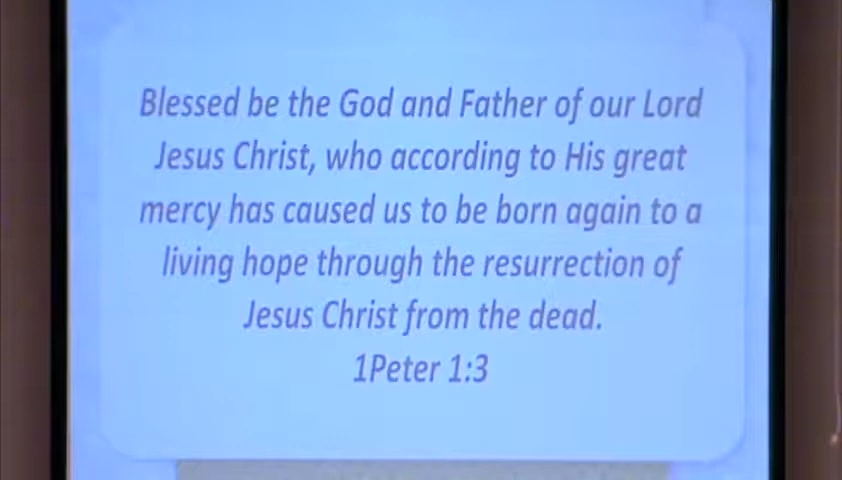 Blessed be the God and Father of our Lord
Jesus Christ, who according to His great
mercy has caused us to be born again to a
living hope through the resurrection of
Jesus Christ from the dead.
1Peter 1:3